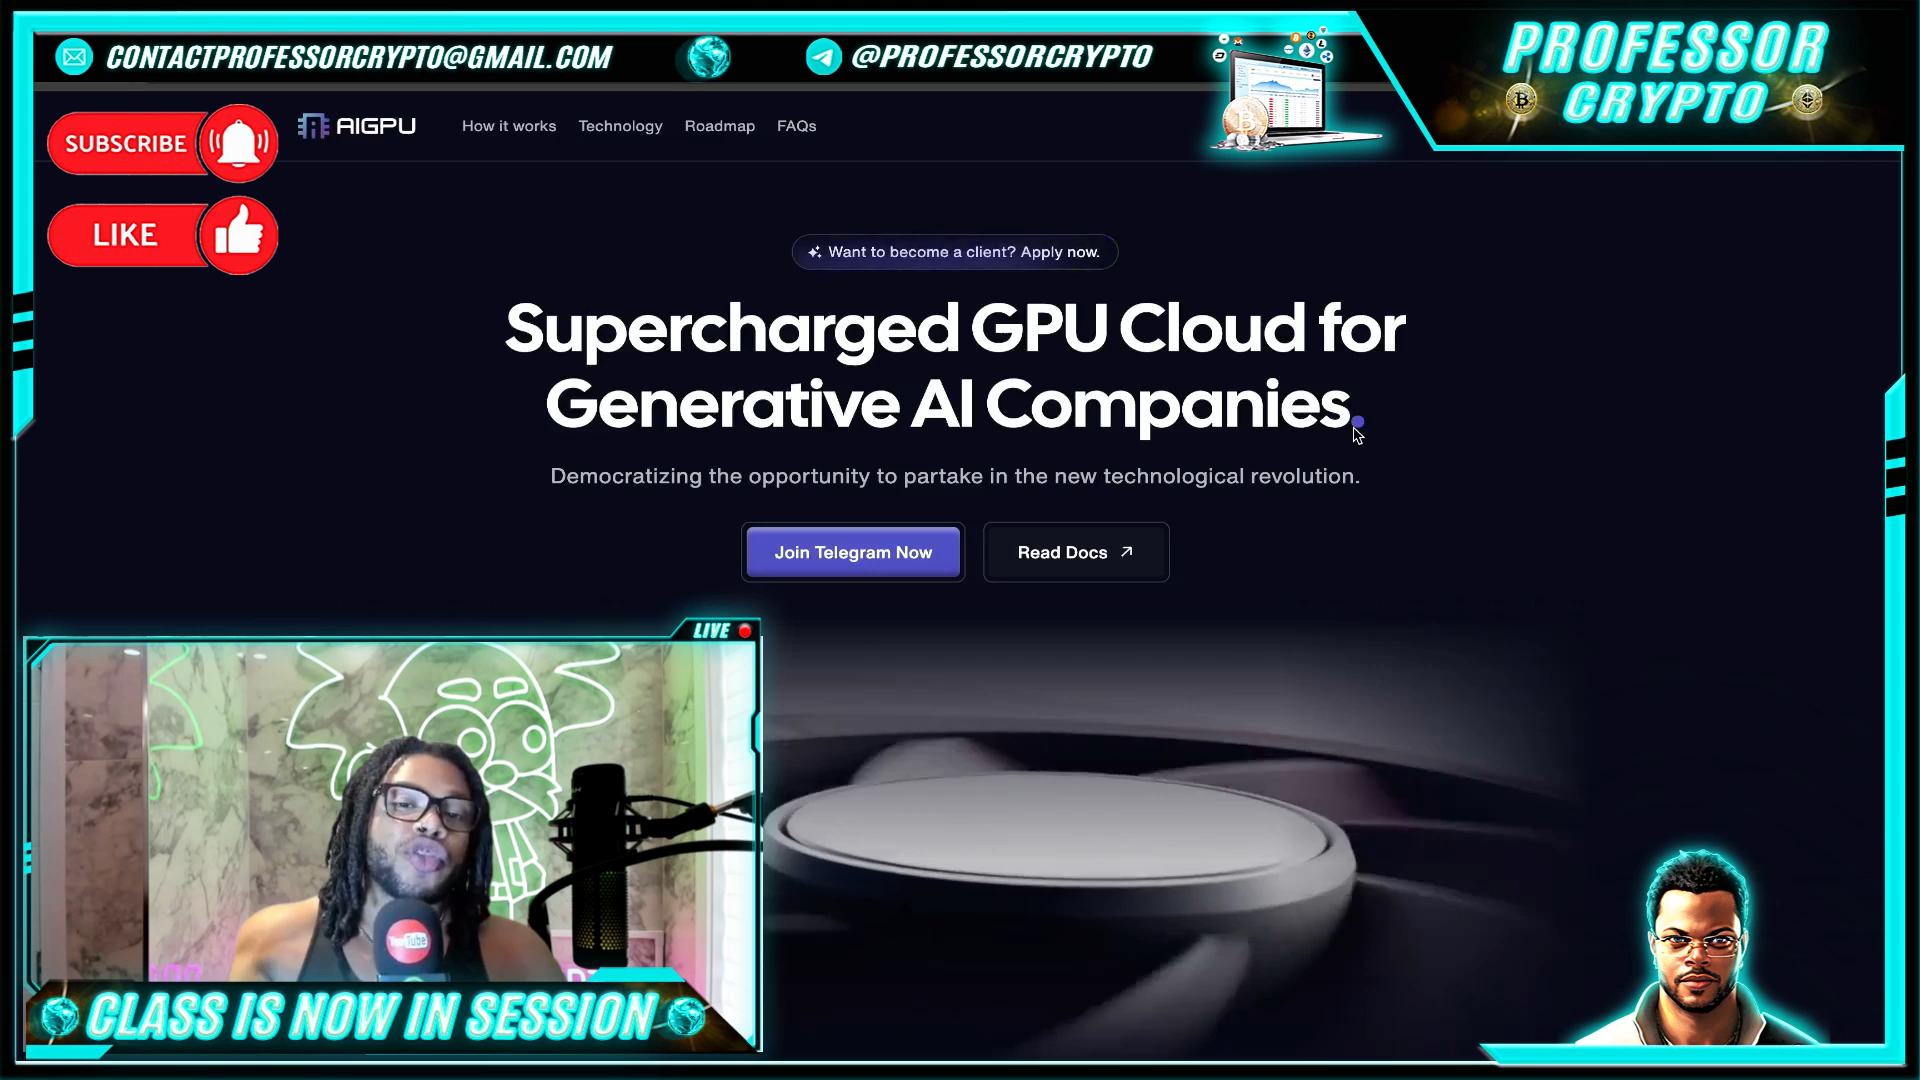 CONTACTPROFESSORCRYPTO@GMAIL.COM
@PROFESSORCRYPTO
PROFESSOR
CRYPTO
SUBSCRIBE
LIKE
AIGPU
How it works
Technology
Roadmap
FAQs
Want to become a client? Apply now.
Supercharged GPU Cloud for
Generative AI Companies.
Democratizing the opportunity to partake in the new technological revolution.
Join Telegram Now
Read Docs
LIVE
YouTube
CLASS IS NOW IN SESSION